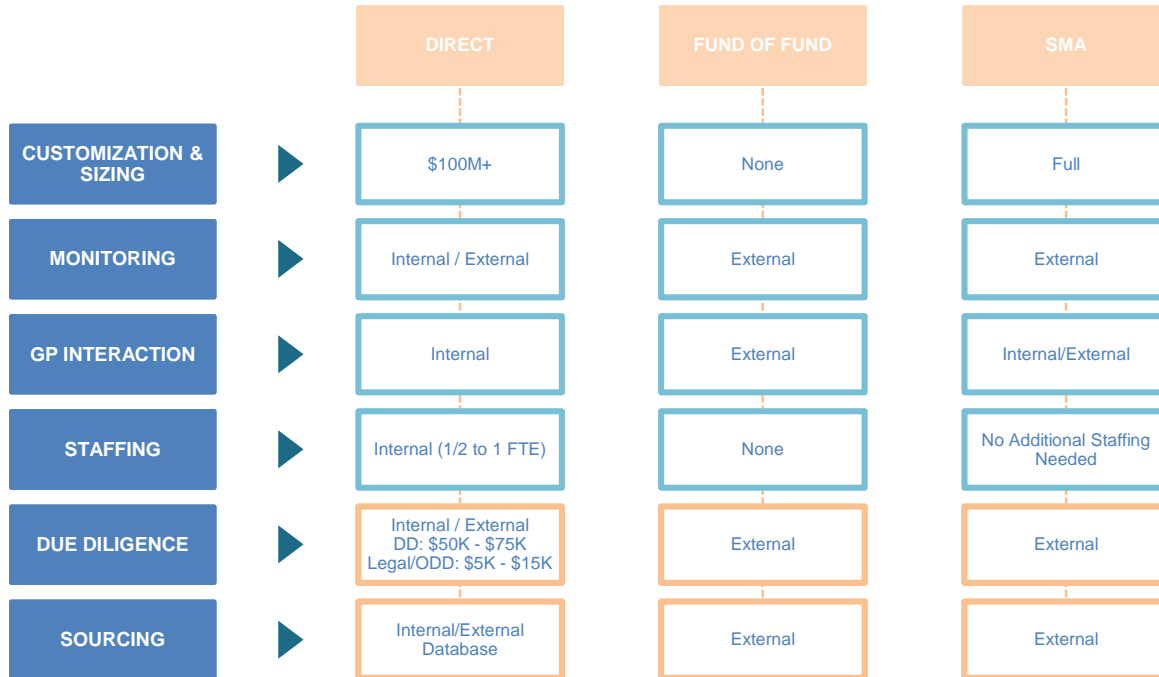 DIRECT
FUND OF FUND
SMA
CUSTOMIZATION &
SIZING
$100M+
None
Full
MONITORING
Internal / External
External
External
GP INTERACTION
Internal
External
Internal/External
STAFFING
Internal (1/2 to 1 FTE)
None
No Additional Staffing
Needed
DUE DILIGENCE
Internal / External
DD: $50K - $75K
Legal/ODD: $5K - $15K
External
External
SOURCING
Internal/External
Database
External
External